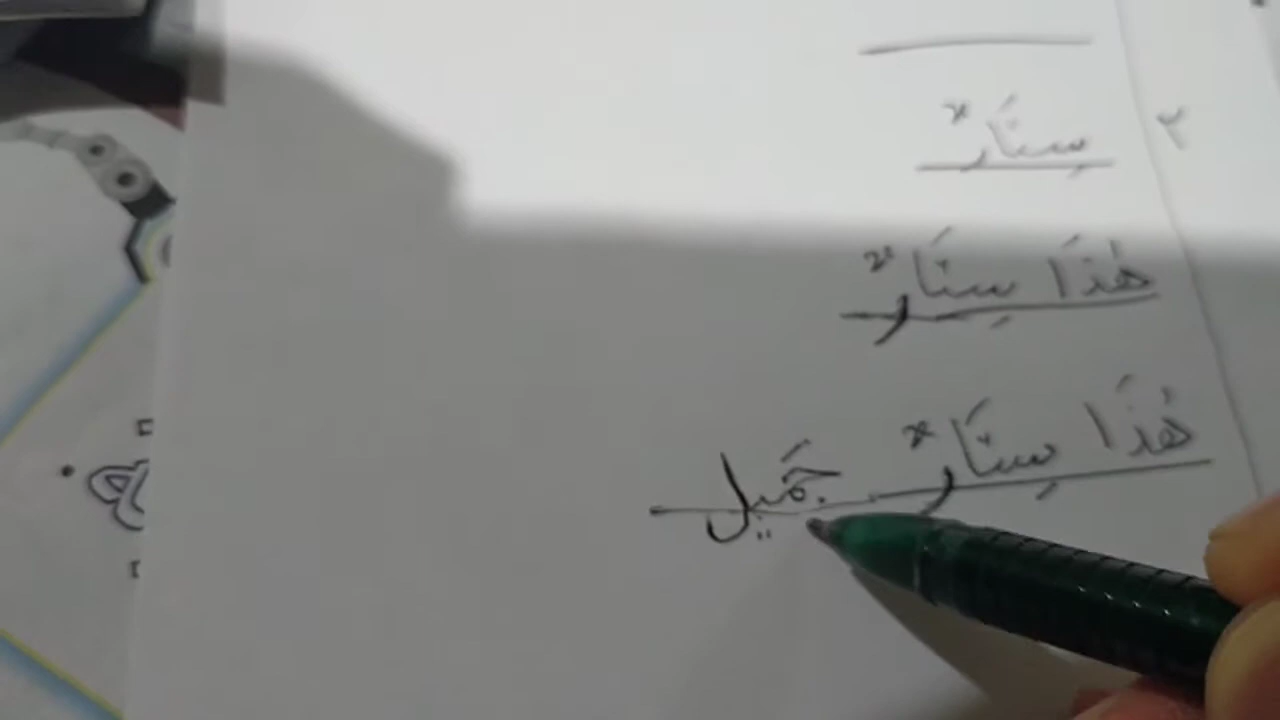 ٢ سِتَارٌ
هٰذَا سِتَارٌ
هٰذَا سِتَارٌ جَمِيل